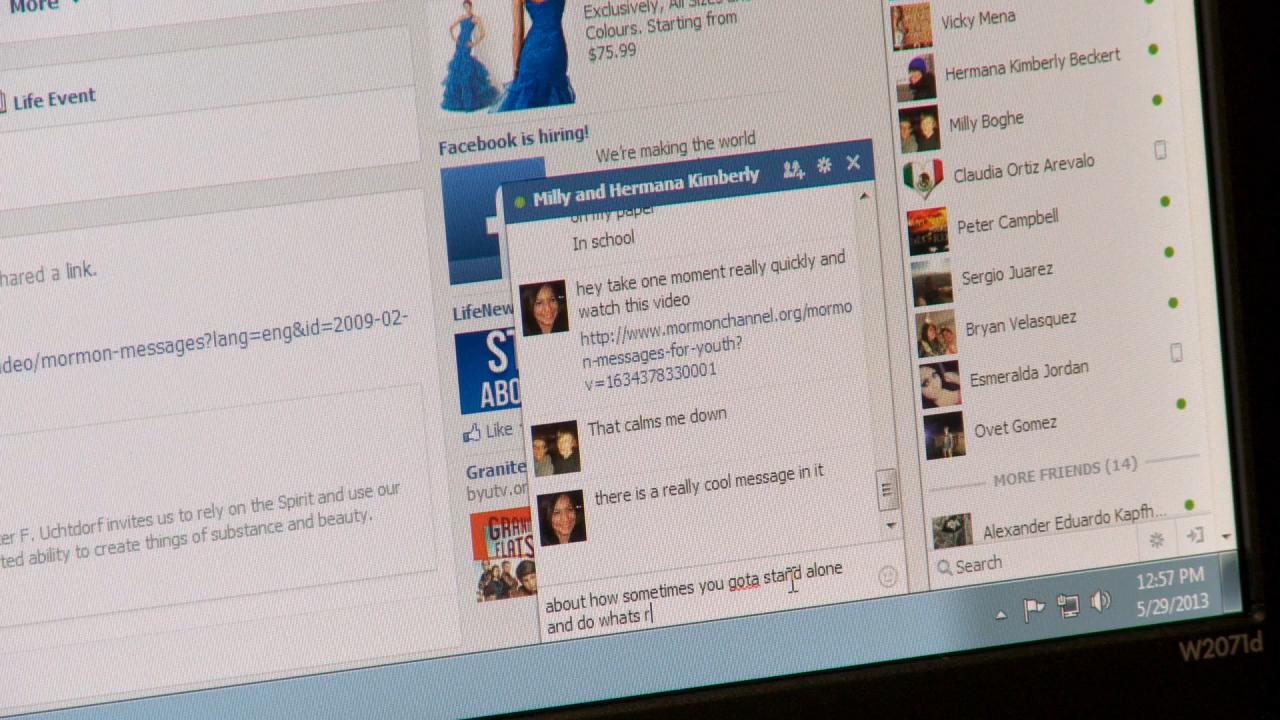 More
Life Event
hared a link.
ideo/mormon-messages?lang=eng&id=2009-02-
er F. Uchtdorf invites us to rely on the Spirit and use our
ted ability to create things of substance and beauty.
Exclusively, All Sizes and
Colours. Starting from
$75.99
Facebook is hiring!
We're making the world
LifeNew
ST
ABO
Like
Granite
byutv.or
GRAN
FLATS
Milly and Hermana Kimberly
on my paper
In school
hey take one moment really quickly and
watch this video
http://www.mormonchannel.org/mormo
n-messages-for-youth?
v=1634378330001
That calms me down
there is a really cool message in it
about how sometimes you gota stand alone
and do whats r
Vicky Mena
Hermana Kimberly Beckert
Milly Boghe
Claudia Ortiz Arevalo
Peter Campbell
Sergio Juarez
Bryan Velasquez
Esmeralda Jordan
Ovet Gomez
MORE FRIENDS (14)
Alexander Eduardo Kapfh...
Search
12:57 PM
5/29/2013
W2071d